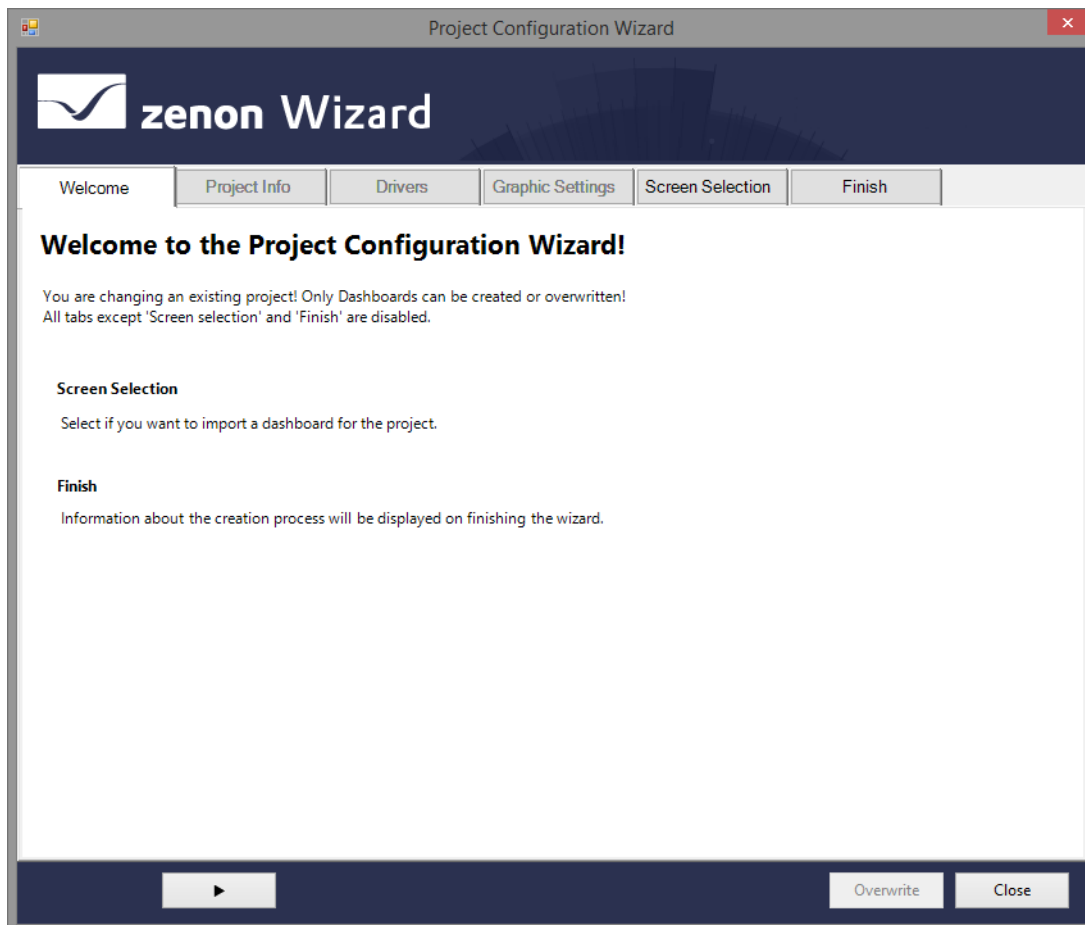 Project Configuration Wizard
zenon Wizard
Welcome Project Info Drivers Graphic Settings Screen Selection Finish
Welcome to the Project Configuration Wizard!
You are changing an existing project! Only Dashboards can be created or overwritten!
All tabs except 'Screen selection' and 'Finish' are disabled.
Screen Selection
Select if you want to import a dashboard for the project.
Finish
Information about the creation process will be displayed on finishing the wizard.
Overwrite Close